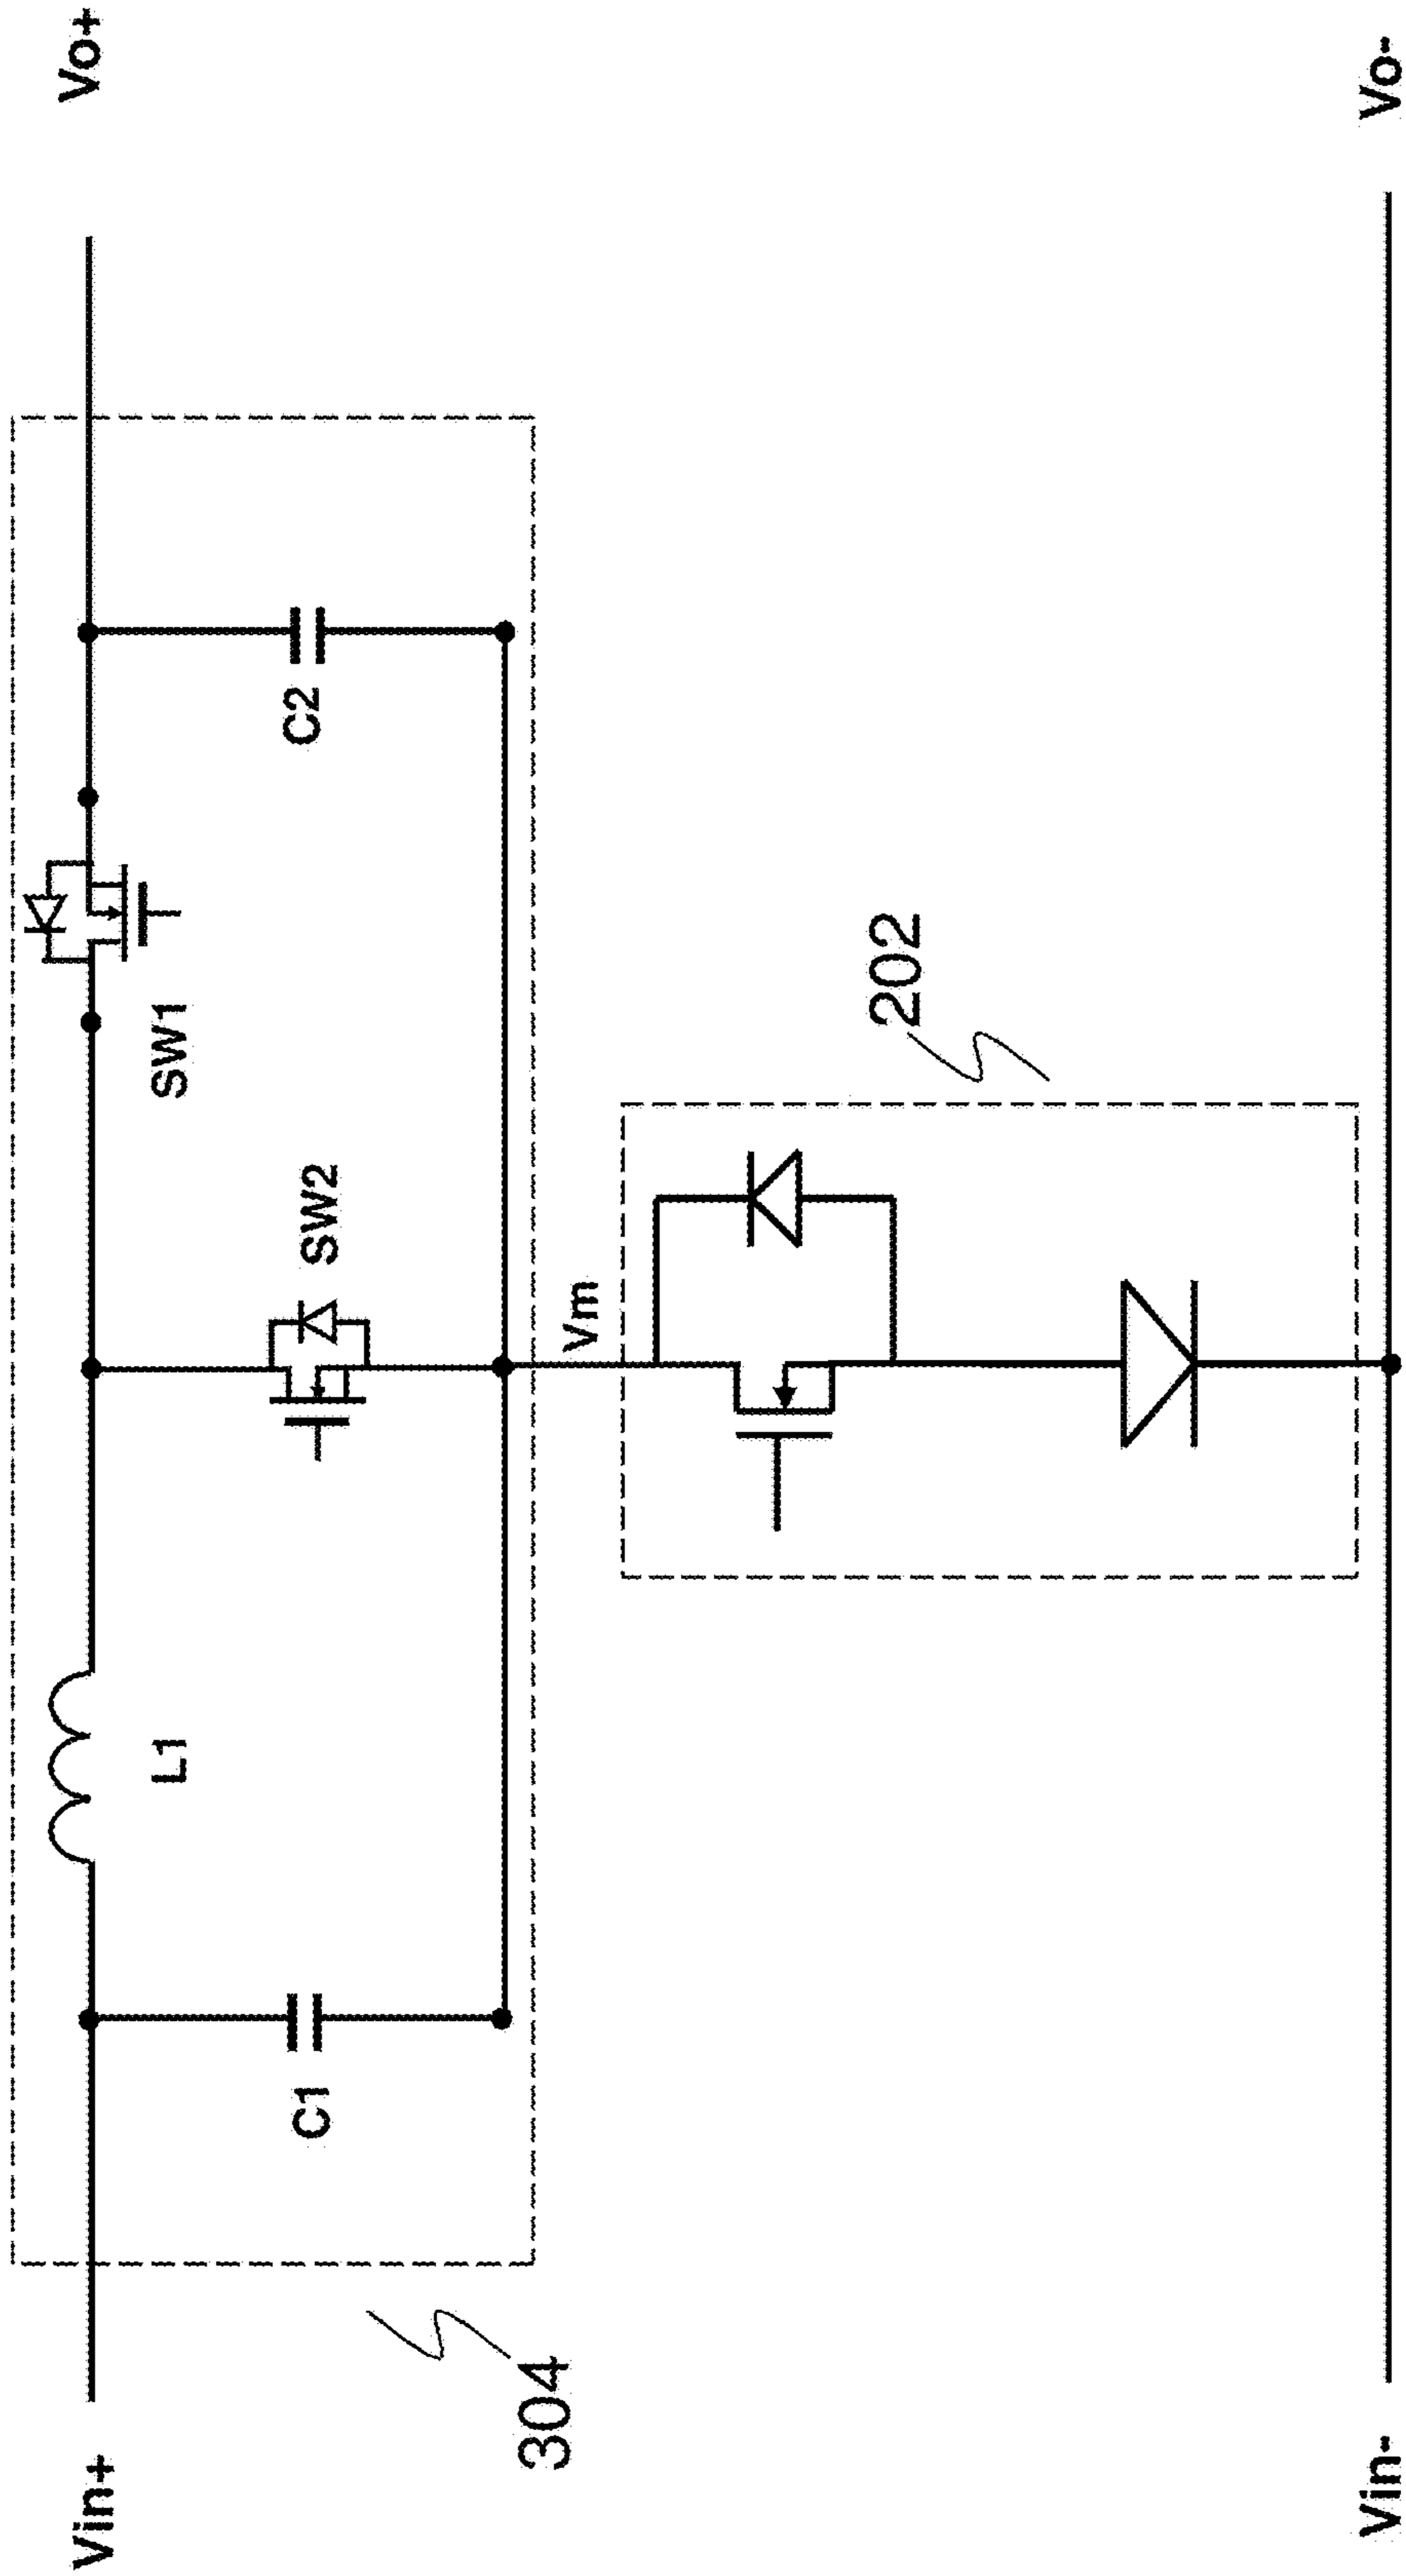 Vin+
Vo+
L1
SW1
SW2
C1
C2
304
Vm
202
Vin-
Vo-